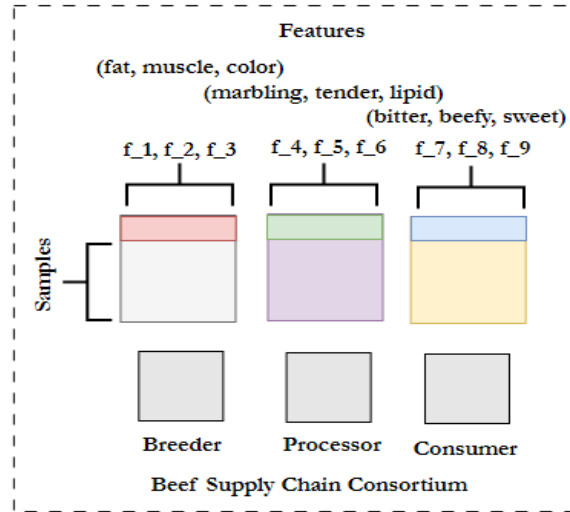 Features
(fat, muscle, color)
(marbling, tender, lipid)
(bitter, beefy, sweet)
f_1, f_2, f_3 f_4, f_5, f_6 f_7, f_8, f_9
Samples
Breeder Processor Consumer
Beef Supply Chain Consortium